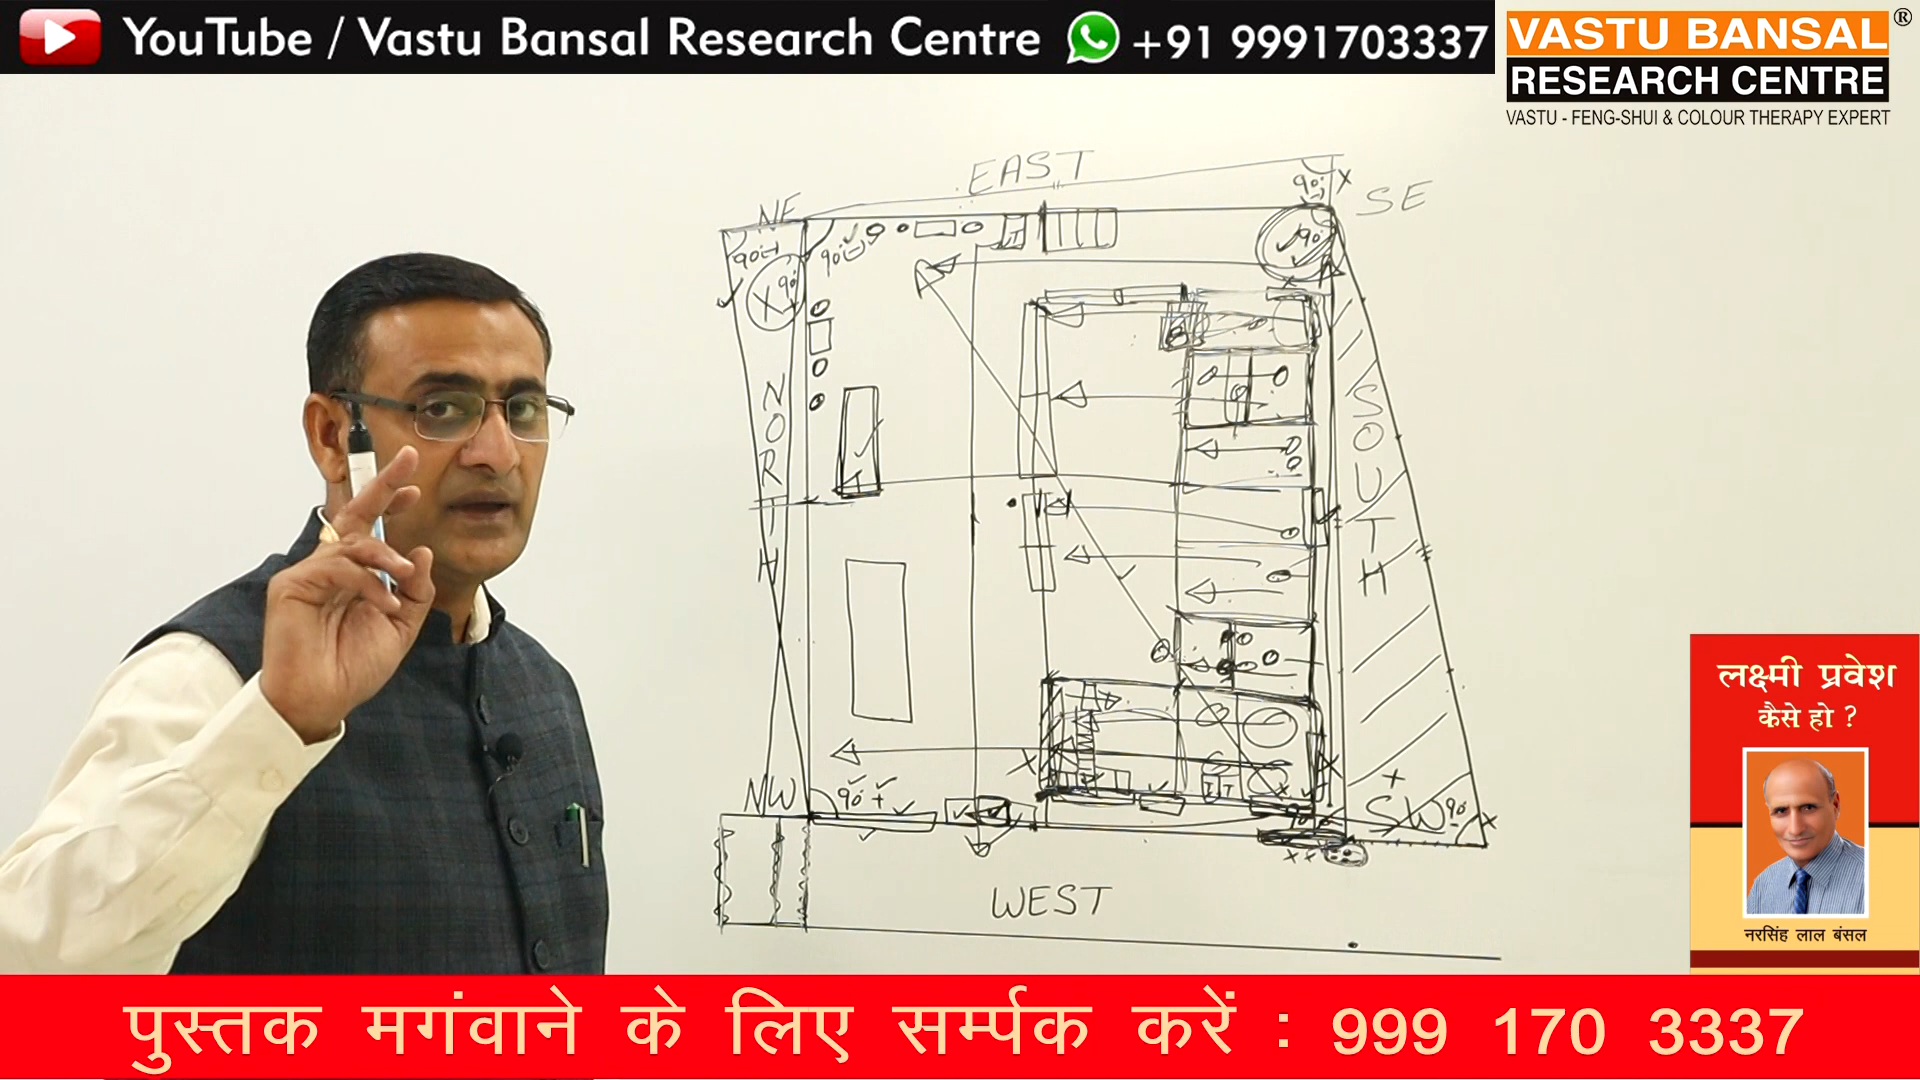 YouTube / Vastu Bansal Research Centre +91 9991703337
VASTU BANSAL®
RESEARCH CENTRE
VASTU - FENG-SHUI & COLOUR THERAPY EXPERT
EAST
NE
SE
NORTH
SOUTH
NW
SW
WEST
लक्ष्मी प्रवेश
कैसे हो ?
नरसिंह लाल बंसल
पुस्तक मगंवाने के लिए सर्म्पक करें : 999 170 3337